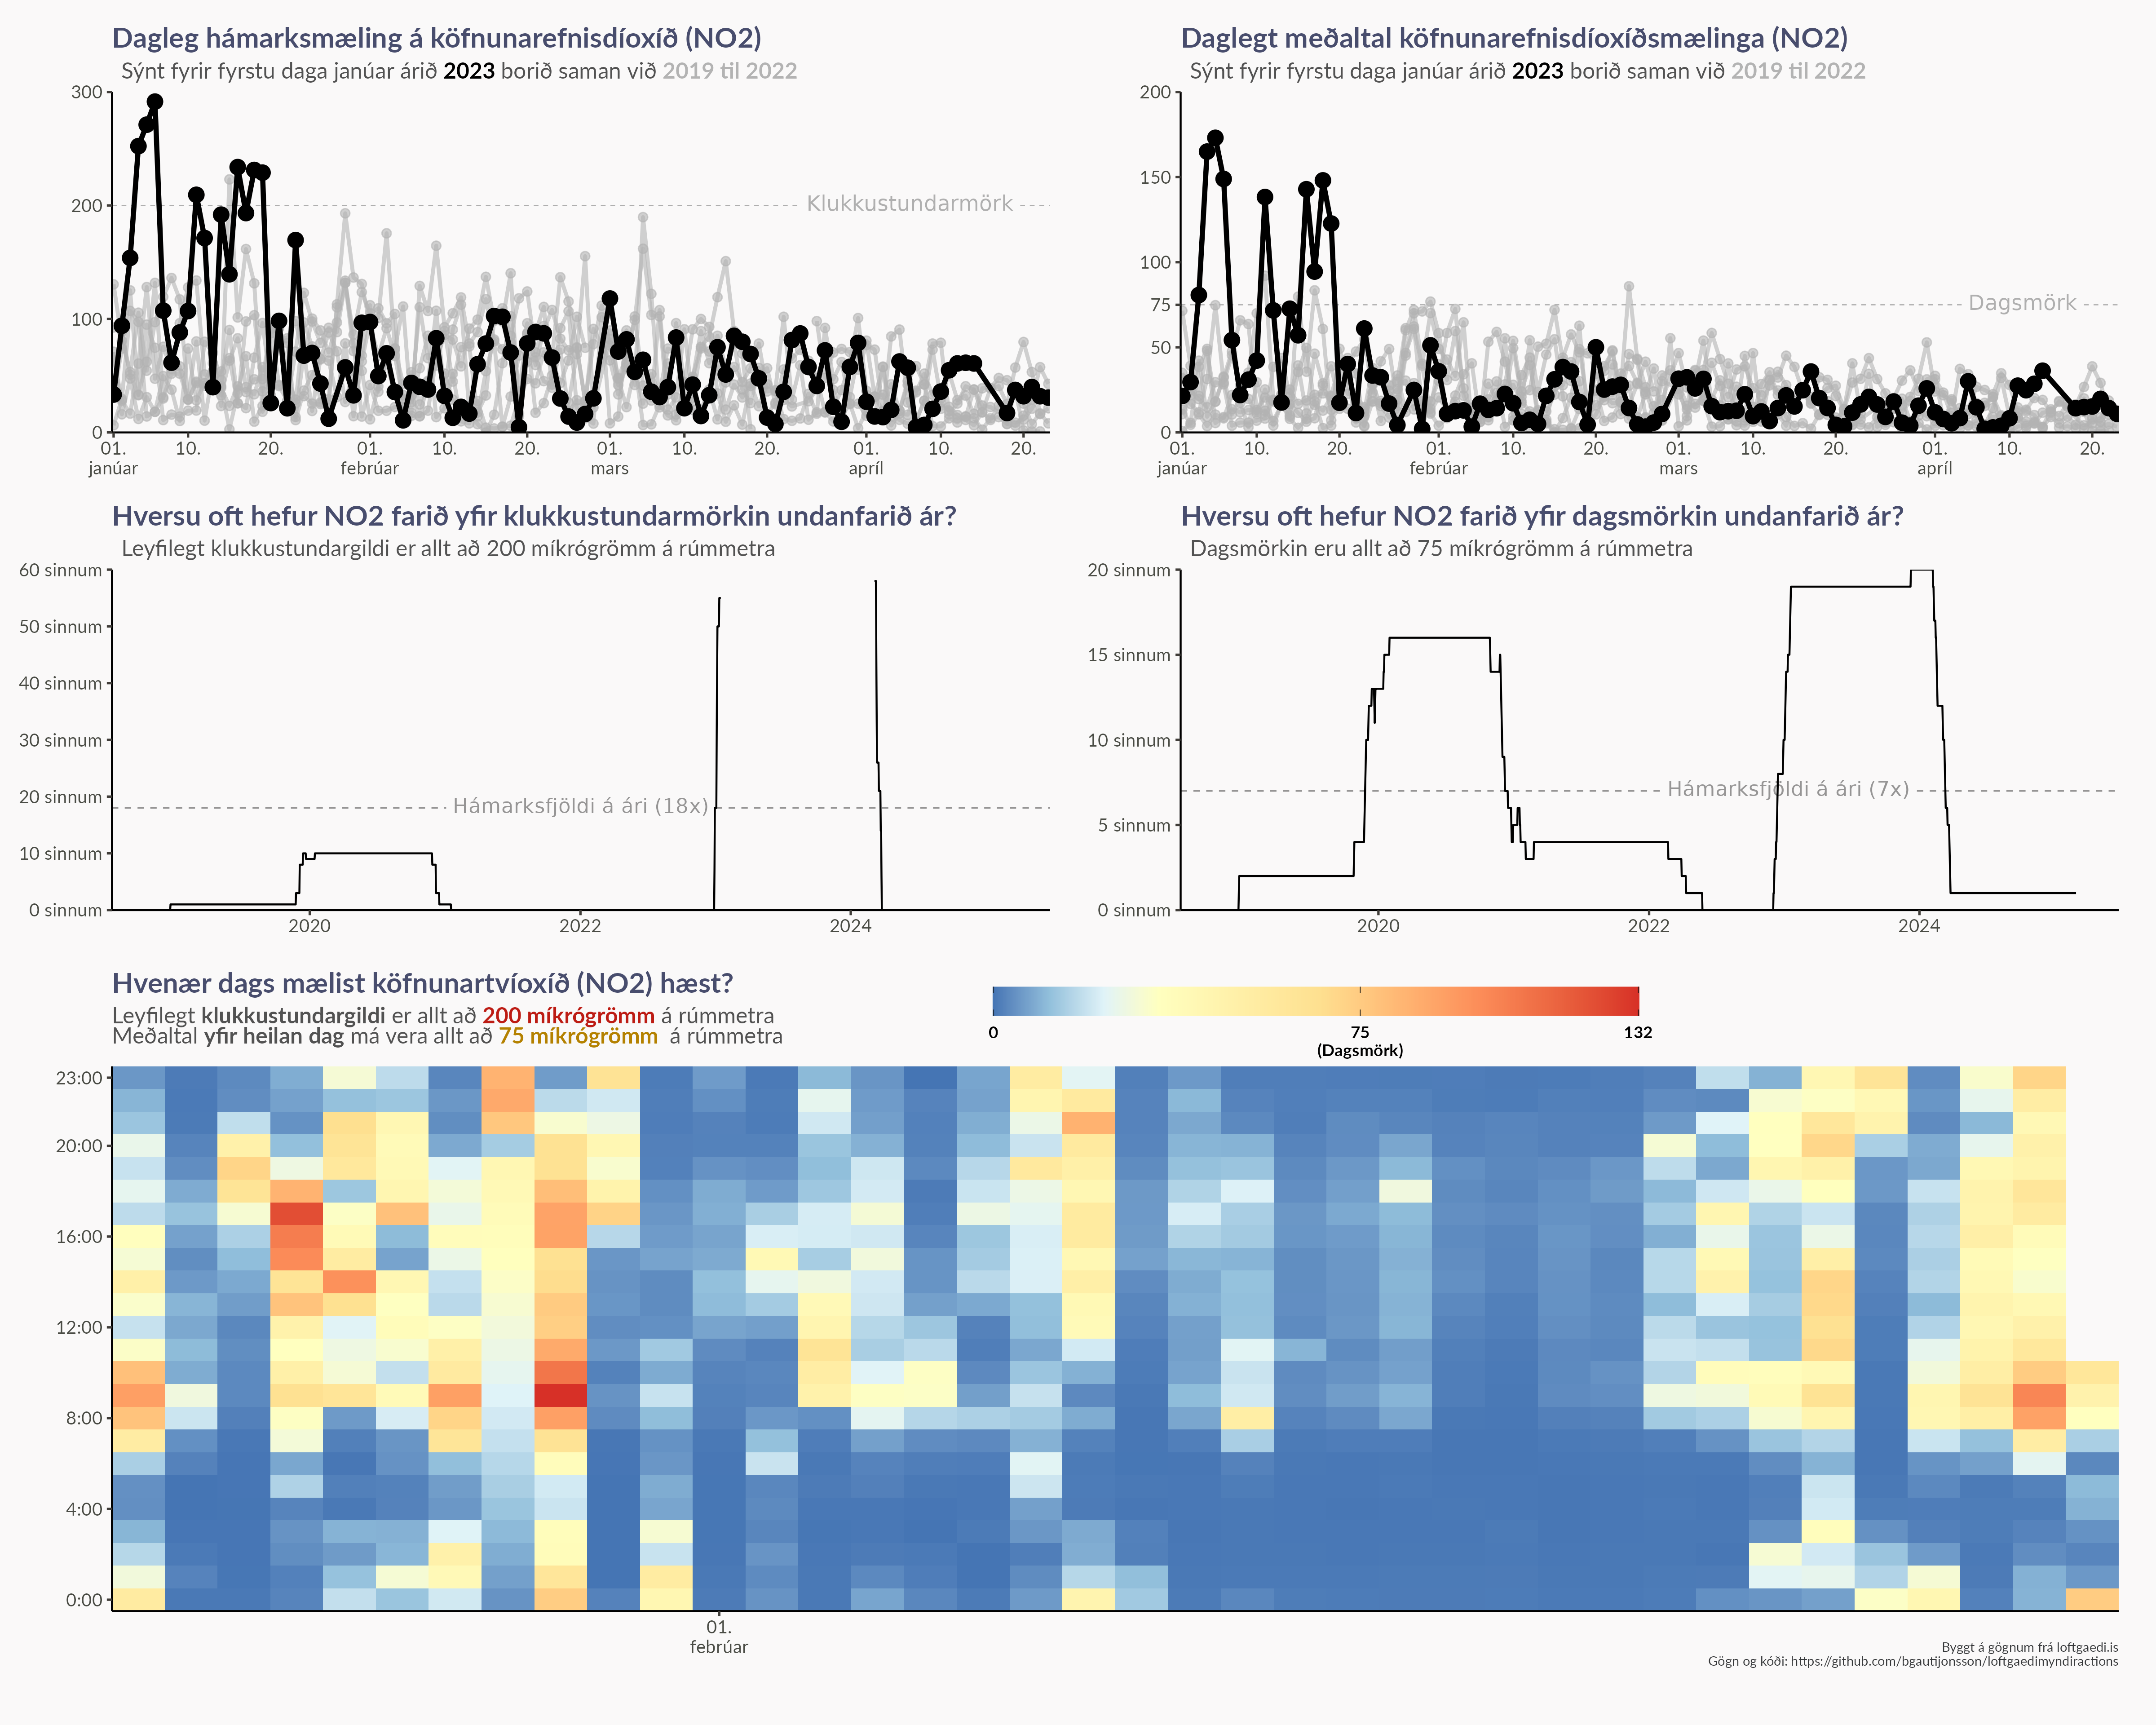 Dagleg hámarksmæling á köfnunarefnisdíoxíð (NO2)
Sýnt fyrir fyrstu daga janúar árið 2023 borið saman við 2019 til 2022
300
200
100
0
Klukkustundarmörk
01. 10. 20. 01. 10. 20. 01. 10. 20. 01. 10. 20.
janúar febrúar mars apríl
Daglegt meðaltal köfnunarefnisdíoxíðsmælinga (NO2)
Sýnt fyrir fyrstu daga janúar árið 2023 borið saman við 2019 til 2022
200
150
100
75
50
0
Dagsmörk
01. 10. 20. 01. 10. 20. 01. 10. 20. 01. 10. 20.
janúar febrúar mars apríl
Hversu oft hefur NO2 farið yfir klukkustundarmörkin undanfarið ár?
Leyfilegt klukkustundargildi er allt að 200 míkrógrömm á rúmmetra
60 sinnum
50 sinnum
40 sinnum
30 sinnum
20 sinnum
10 sinnum
0 sinnum
Hámarksfjöldi á ári (18x)
2020 2022 2024
Hversu oft hefur NO2 farið yfir dagsmörkin undanfarið ár?
Dagsmörkin eru allt að 75 míkrógrömm á rúmmetra
20 sinnum
15 sinnum
10 sinnum
5 sinnum
0 sinnum
Hámarksfjöldi á ári (7x)
2020 2022 2024
Hvenær dags mælist köfnunartvíoxíð (NO2) hæst?
Leyfilegt klukkustundargildi er allt að 200 míkrógrömm á rúmmetra
Meðaltal yfir heilan dag má vera allt að 75 míkrógrömm á rúmmetra
0 75 132
(Dagsmörk)
23:00
20:00
16:00
12:00
8:00
4:00
0:00
01.
febrúar
Byggt á gögnum frá loftgaedi.is
Gögn og kóði: https://github.com/bgautijonsson/loftgaedimyndiractions